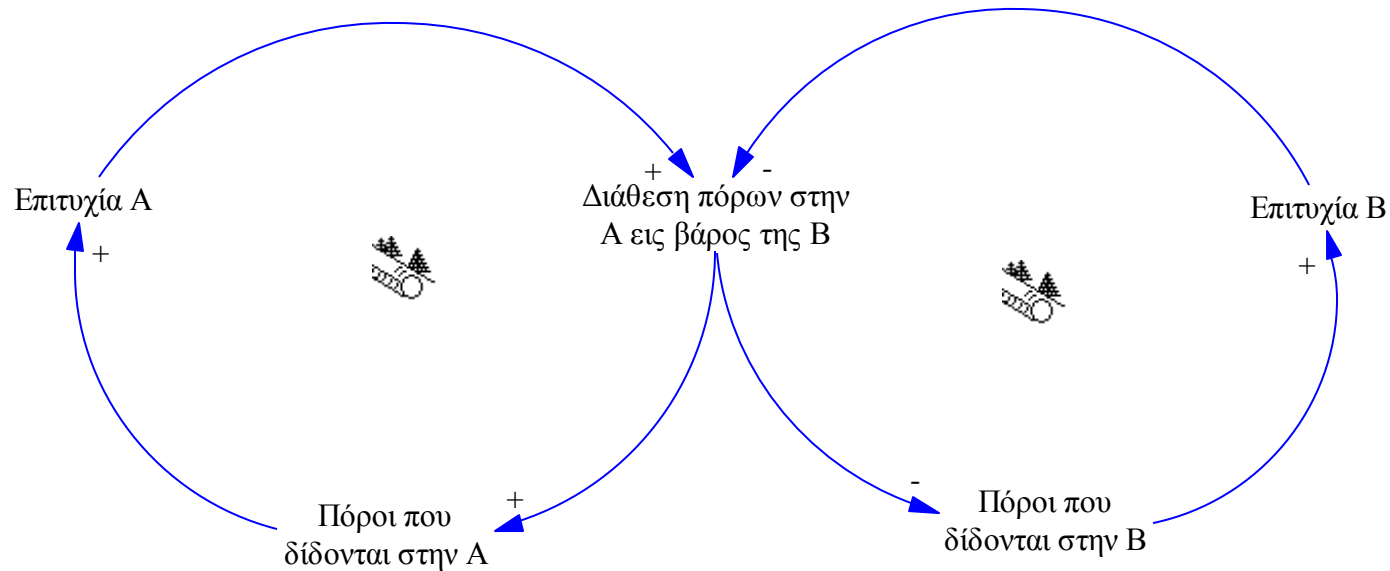 +
-
Επιτυχία Α
Διάθεση πόρων στην
Α εις βάρος της Β
Επιτυχία Β
+
+
+
-
Πόροι που
δίδονται στην Α
Πόροι που
δίδονται στην Β